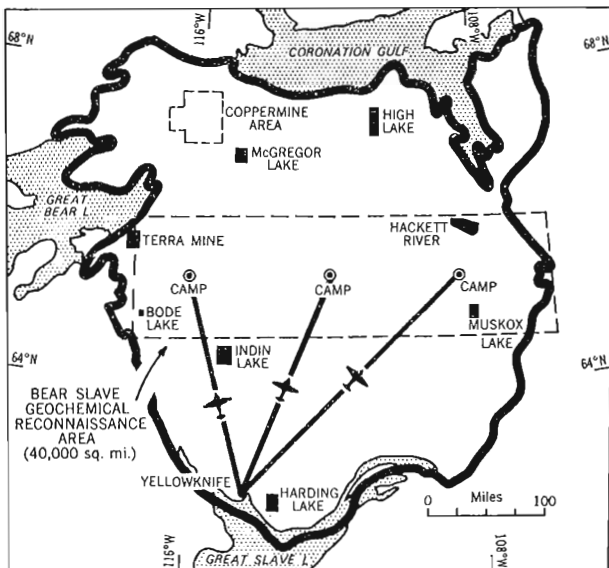 116°W
108°W
68°N
68°N
CORONATION GULF
COPPERMINE
AREA
HIGH
LAKE
McGREGOR
LAKE
GREAT
BEAR L.
TERRA MINE
HACKETT
RIVER
CAMP
CAMP
CAMP
BODE
LAKE
MUSKOX
LAKE
INDIN
LAKE
64°N
64°N
BEAR SLAVE
GEOCHEMICAL
RECONNAISSANCE
AREA
(40,000 sq. mi.)
YELLOWKNIFE
HARDING
LAKE
0 Miles 100
GREAT SLAVE L.
116°W
108°W